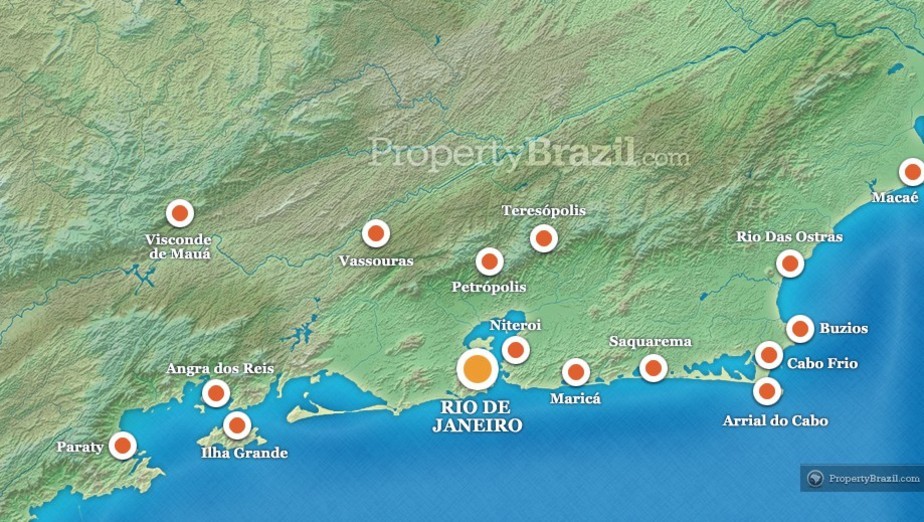 PropertyBrazil.com
Macaé
Teresópolis
Visconde
de Mauá
Vassouras
Rio Das Ostras
Petrópolis
Niteroi
Buzios
Saquarema
Cabo Frio
Angra dos Reis
Maricá
RIO DE
JANEIRO
Arrial do Cabo
Paraty
Ilha Grande
PropertyBrazil.com